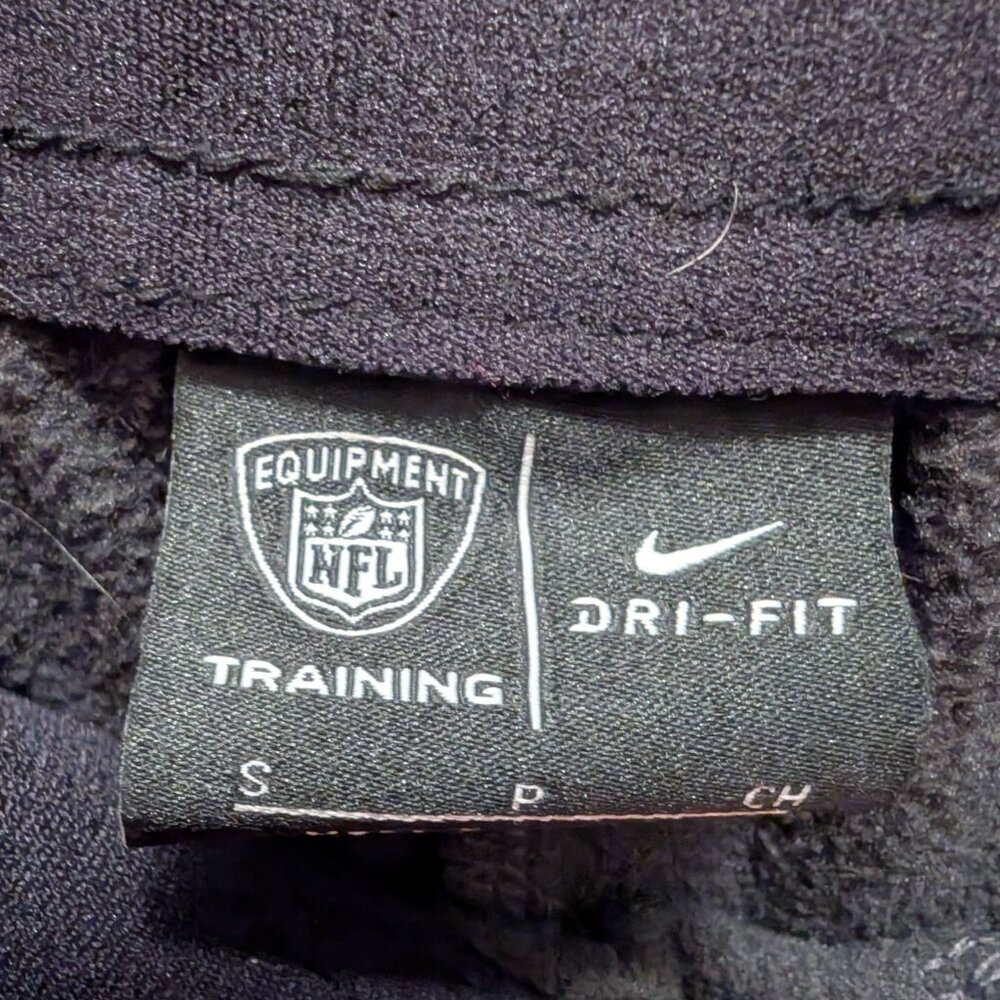 EQUIPMENT
NFL
TRAINING
DRI-FIT
S P CH